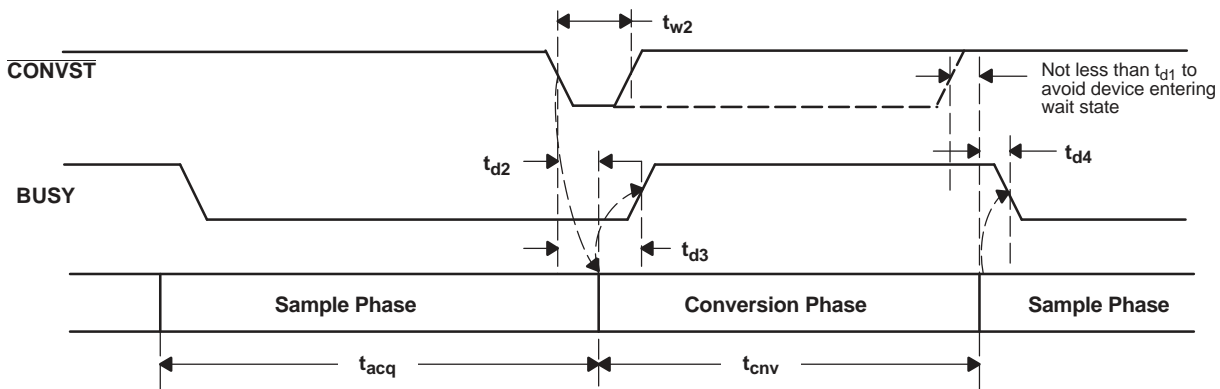 t_w2
CONVST
Not less than t_d1 to
avoid device entering
wait state
t_d2
t_d4
BUSY
t_d3
Sample Phase
Conversion Phase
Sample Phase
t_acq
t_cnv